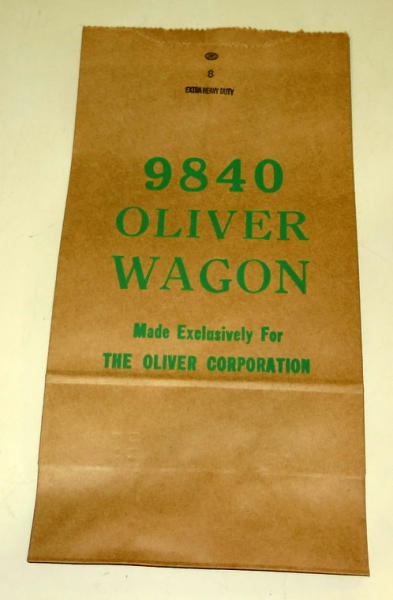 8
EXTRA HEAVY DUTY
9840
OLIVER
WAGON
Made Exclusively For
THE OLIVER CORPORATION